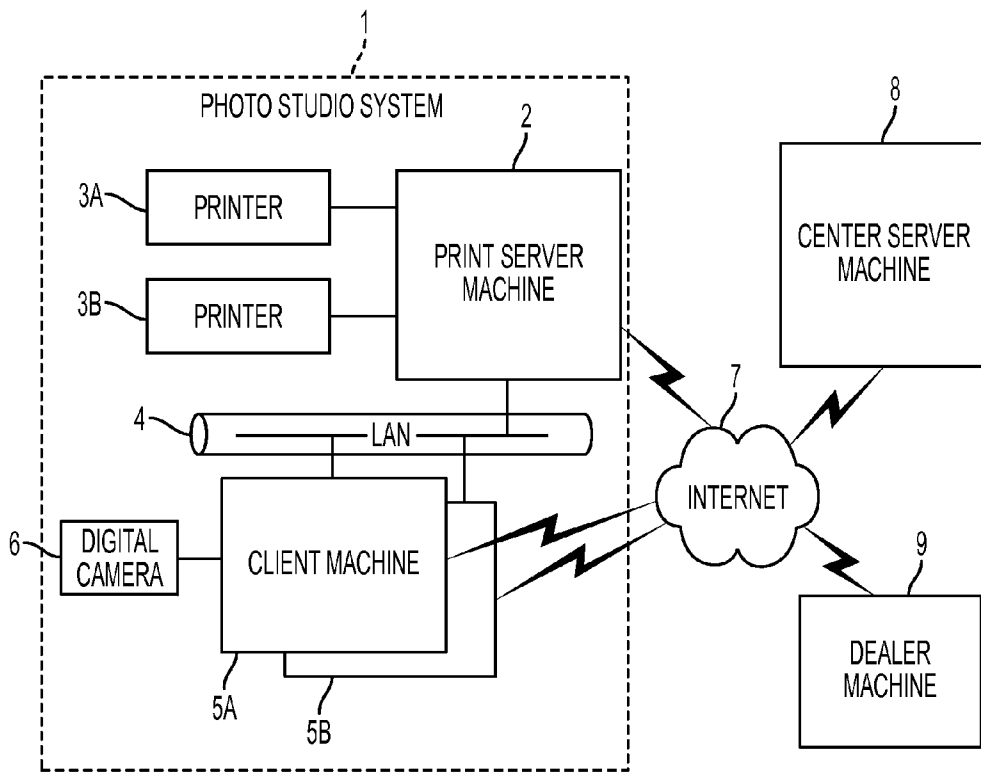 1
PHOTO STUDIO SYSTEM
2
8
3A
PRINTER
PRINT SERVER
MACHINE
CENTER SERVER
MACHINE
3B
PRINTER
4
LAN
7
INTERNET
6
DIGITAL
CAMERA
CLIENT MACHINE
9
DEALER
MACHINE
5A
5B